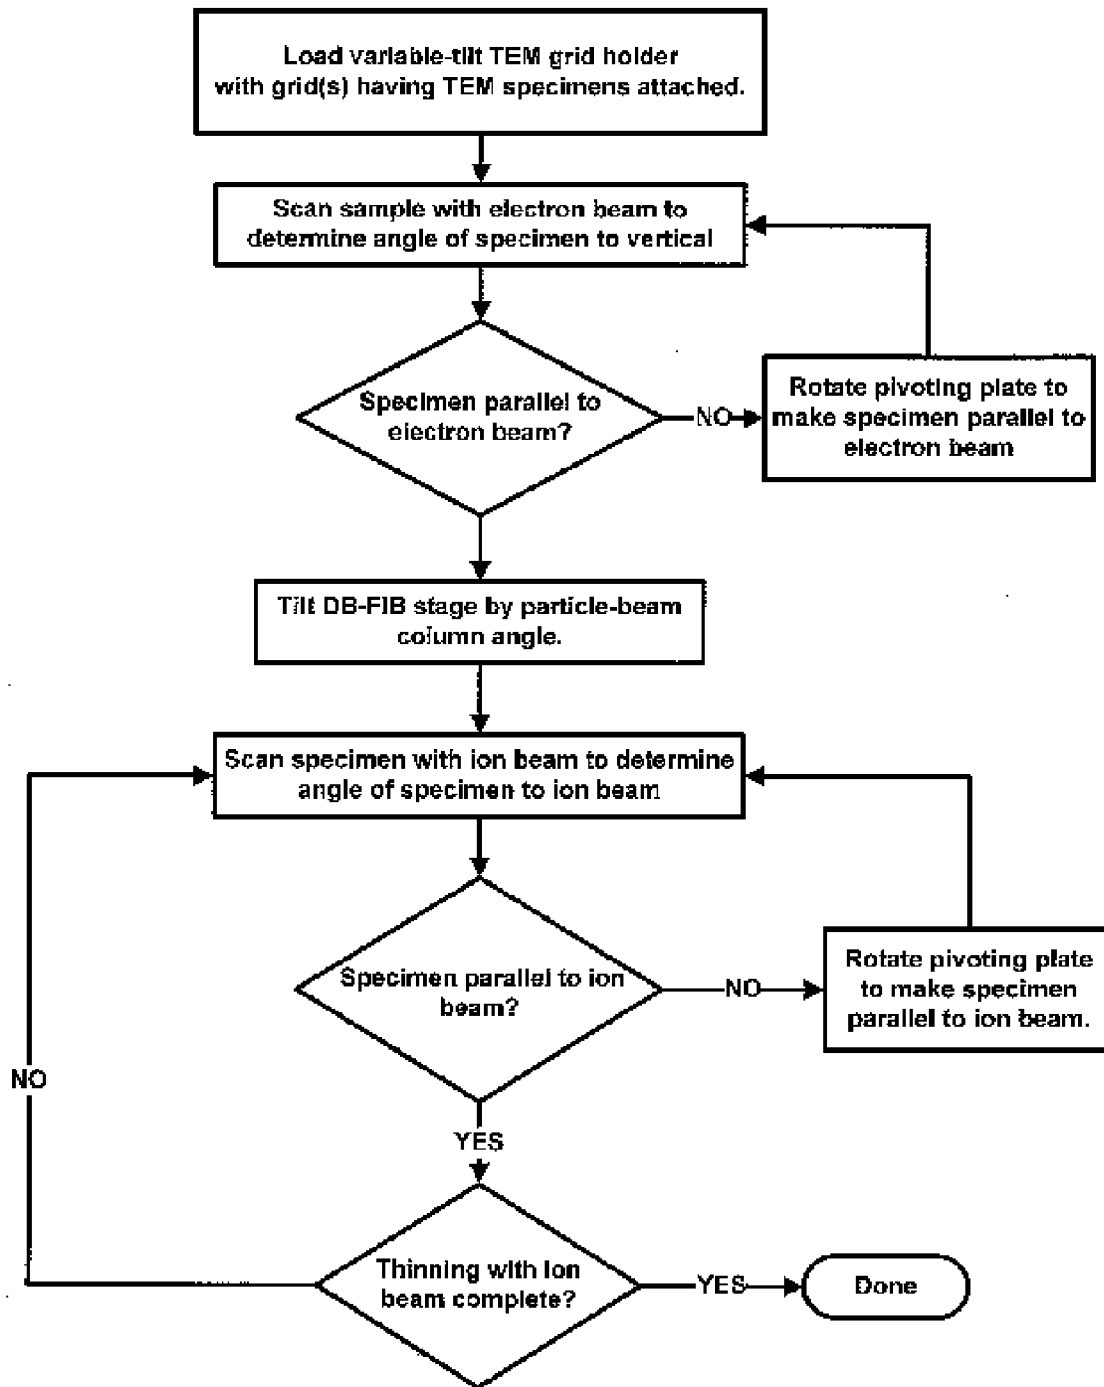 Load variable-tilt TEM grid holder
with grid(s) having TEM specimens attached.
Scan sample with electron beam to
determine angle of specimen to vertical
Specimen parallel to
electron beam?
NO
Rotate pivoting plate to
make specimen parallel to
electron beam
Tilt DB-FIB stage by particle-beam
column angle.
Scan specimen with ion beam to determine
angle of specimen to ion beam
Specimen parallel to ion
beam?
NO
Rotate pivoting plate
to make specimen
parallel to ion beam.
NO
YES
Thinning with ion
beam complete?
YES
Done